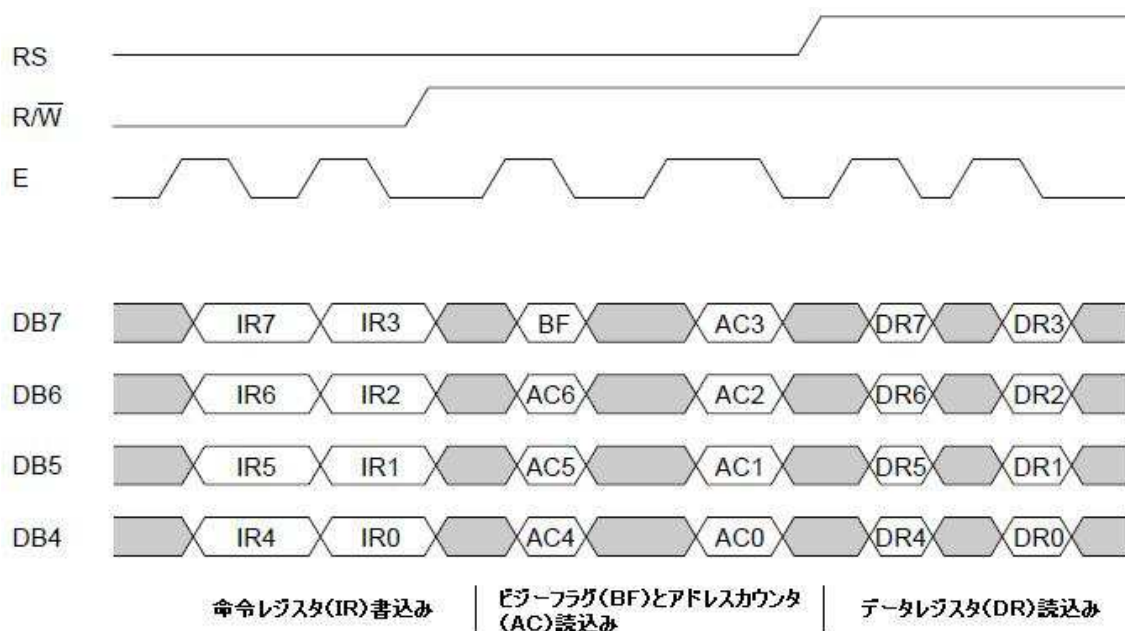 RS
R/W̅
E
DB7 IR7 IR3 BF AC3 DR7 DR3
DB6 IR6 IR2 AC6 AC2 DR6 DR2
DB5 IR5 IR1 AC5 AC1 DR5 DR1
DB4 IR4 IR0 AC4 AC0 DR4 DR0
命令レジスタ(IR)書込み
ビジーフラグ(BF)とアドレスカウンタ
(AC)読込み
データレジスタ(DR)読込み